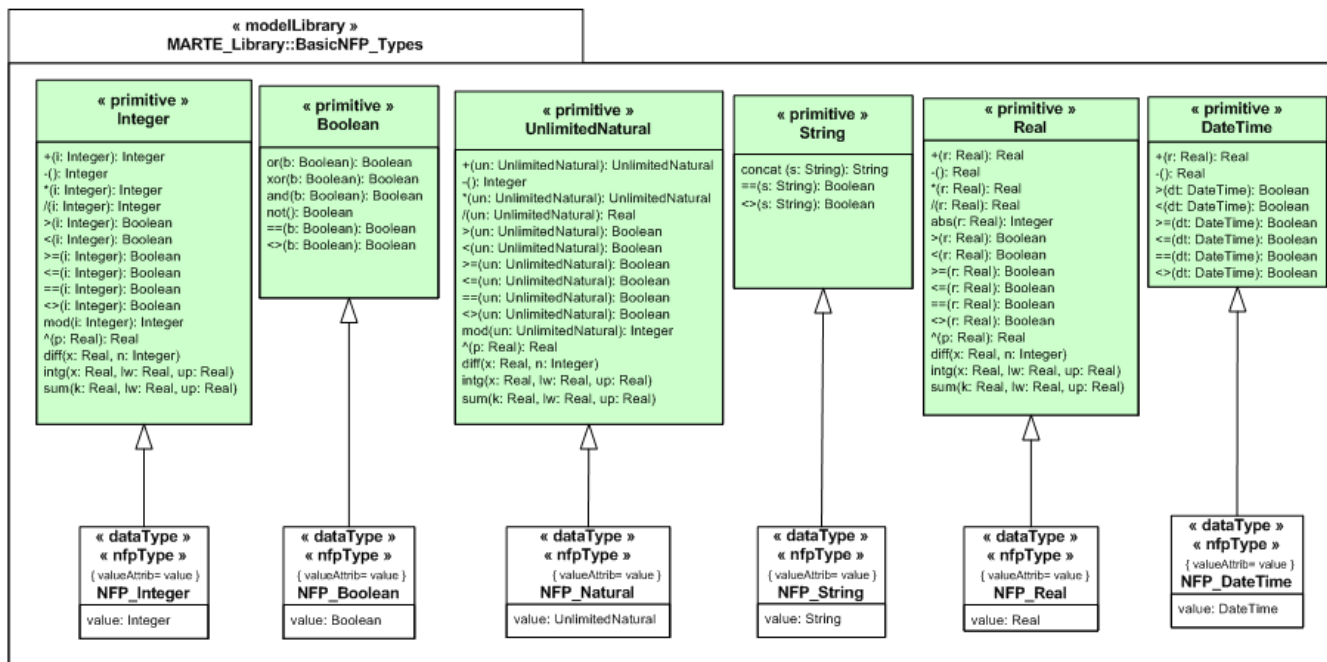 « modelLibrary »
MARTE_Library::BasicNFP_Types
« primitive »
Integer
+(i: Integer): Integer
-(): Integer
*(i: Integer): Integer
/(i: Integer): Integer
>(i: Integer): Boolean
<(i: Integer): Boolean
>=(i: Integer): Boolean
<=(i: Integer): Boolean
==(i: Integer): Boolean
<>(i: Integer): Boolean
mod(i: Integer): Integer
^(p: Real): Real
diff(x: Real, n: Integer)
intg(x: Real, lw: Real, up: Real)
sum(k: Real, lw: Real, up: Real)
« primitive »
Boolean
or(b: Boolean): Boolean
xor(b: Boolean): Boolean
and(b: Boolean): Boolean
not(): Boolean
==(b: Boolean): Boolean
<>(b: Boolean): Boolean
« primitive »
UnlimitedNatural
+(un: UnlimitedNatural): UnlimitedNatural
-(): Integer
*(un: UnlimitedNatural): UnlimitedNatural
/(un: UnlimitedNatural): Real
>(un: UnlimitedNatural): Boolean
<(un: UnlimitedNatural): Boolean
>=(un: UnlimitedNatural): Boolean
<=(un: UnlimitedNatural): Boolean
==(un: UnlimitedNatural): Boolean
<>(un: UnlimitedNatural): Boolean
mod(un: UnlimitedNatural): Integer
^(p: Real): Real
diff(x: Real, n: Integer)
intg(x: Real, lw: Real, up: Real)
sum(k: Real, lw: Real, up: Real)
« primitive »
String
concat (s: String): String
==(s: String): Boolean
<>(s: String): Boolean
« primitive »
Real
+(r: Real): Real
-(): Real
*(r: Real): Real
/(r: Real): Real
abs(r: Real): Integer
>(r: Real): Boolean
<(r: Real): Boolean
>=(r: Real): Boolean
<=(r: Real): Boolean
==(r: Real): Boolean
<>(r: Real): Boolean
^(p: Real): Real
diff(x: Real, n: Integer)
intg(x: Real, lw: Real, up: Real)
sum(k: Real, lw: Real, up: Real)
« primitive »
DateTime
+(r: Real): Real
-(): Real
>(dt: DateTime): Boolean
<(dt: DateTime): Boolean
>=(dt: DateTime): Boolean
<=(dt: DateTime): Boolean
==(dt: DateTime): Boolean
<>(dt: DateTime): Boolean
« dataType »
« nfpType »
{ valueAttrib= value }
NFP_Integer
value: Integer
« dataType »
« nfpType »
{ valueAttrib= value }
NFP_Boolean
value: Boolean
« dataType »
« nfpType »
{ valueAttrib= value }
NFP_Natural
value: UnlimitedNatural
« dataType »
« nfpType »
{ valueAttrib= value }
NFP_String
value: String
« dataType »
« nfpType »
{ valueAttrib= value }
NFP_Real
value: Real
« dataType »
« nfpType »
{ valueAttrib= value }
NFP_DateTime
value: DateTime